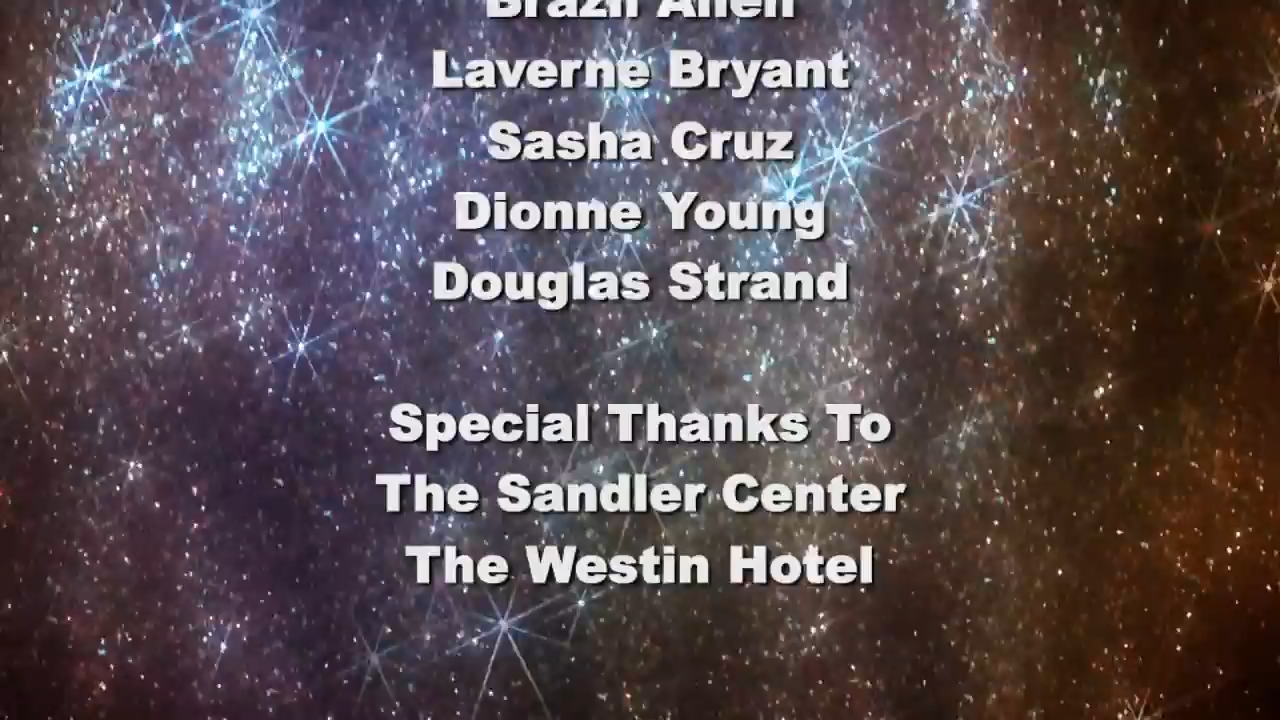 Laverne Bryant
Sasha Cruz
Dionne Young
Douglas Strand
Special Thanks To
The Sandler Center
The Westin Hotel